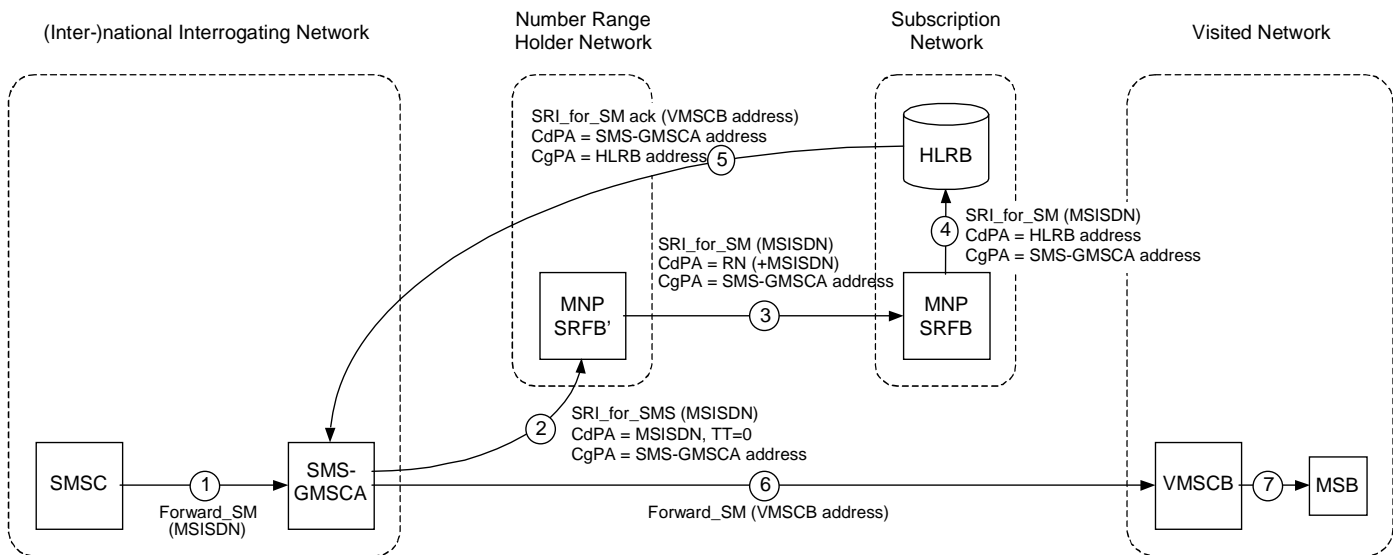 (Inter-)national Interrogating Network
Number Range
Holder Network
Subscription
Network
Visited Network
SRI_for_SM ack (VMSCB address)
CdPA = SMS-GMSCA address
CgPA = HLRB address
5
HLRB
4
SRI_for_SM (MSISDN)
CdPA = HLRB address
CgPA = SMS-GMSCA address
SRI_for_SM (MSISDN)
CdPA = RN (+MSISDN)
CgPA = SMS-GMSCA address
MNP
SRFB’
3
MNP
SRFB
2
SRI_for_SMS (MSISDN)
CdPA = MSISDN, TT=0
CgPA = SMS-GMSCA address
SMSC
1
Forward_SM
(MSISDN)
SMS-
GMSCA
6
Forward_SM (VMSCB address)
VMSCB
7
MSB